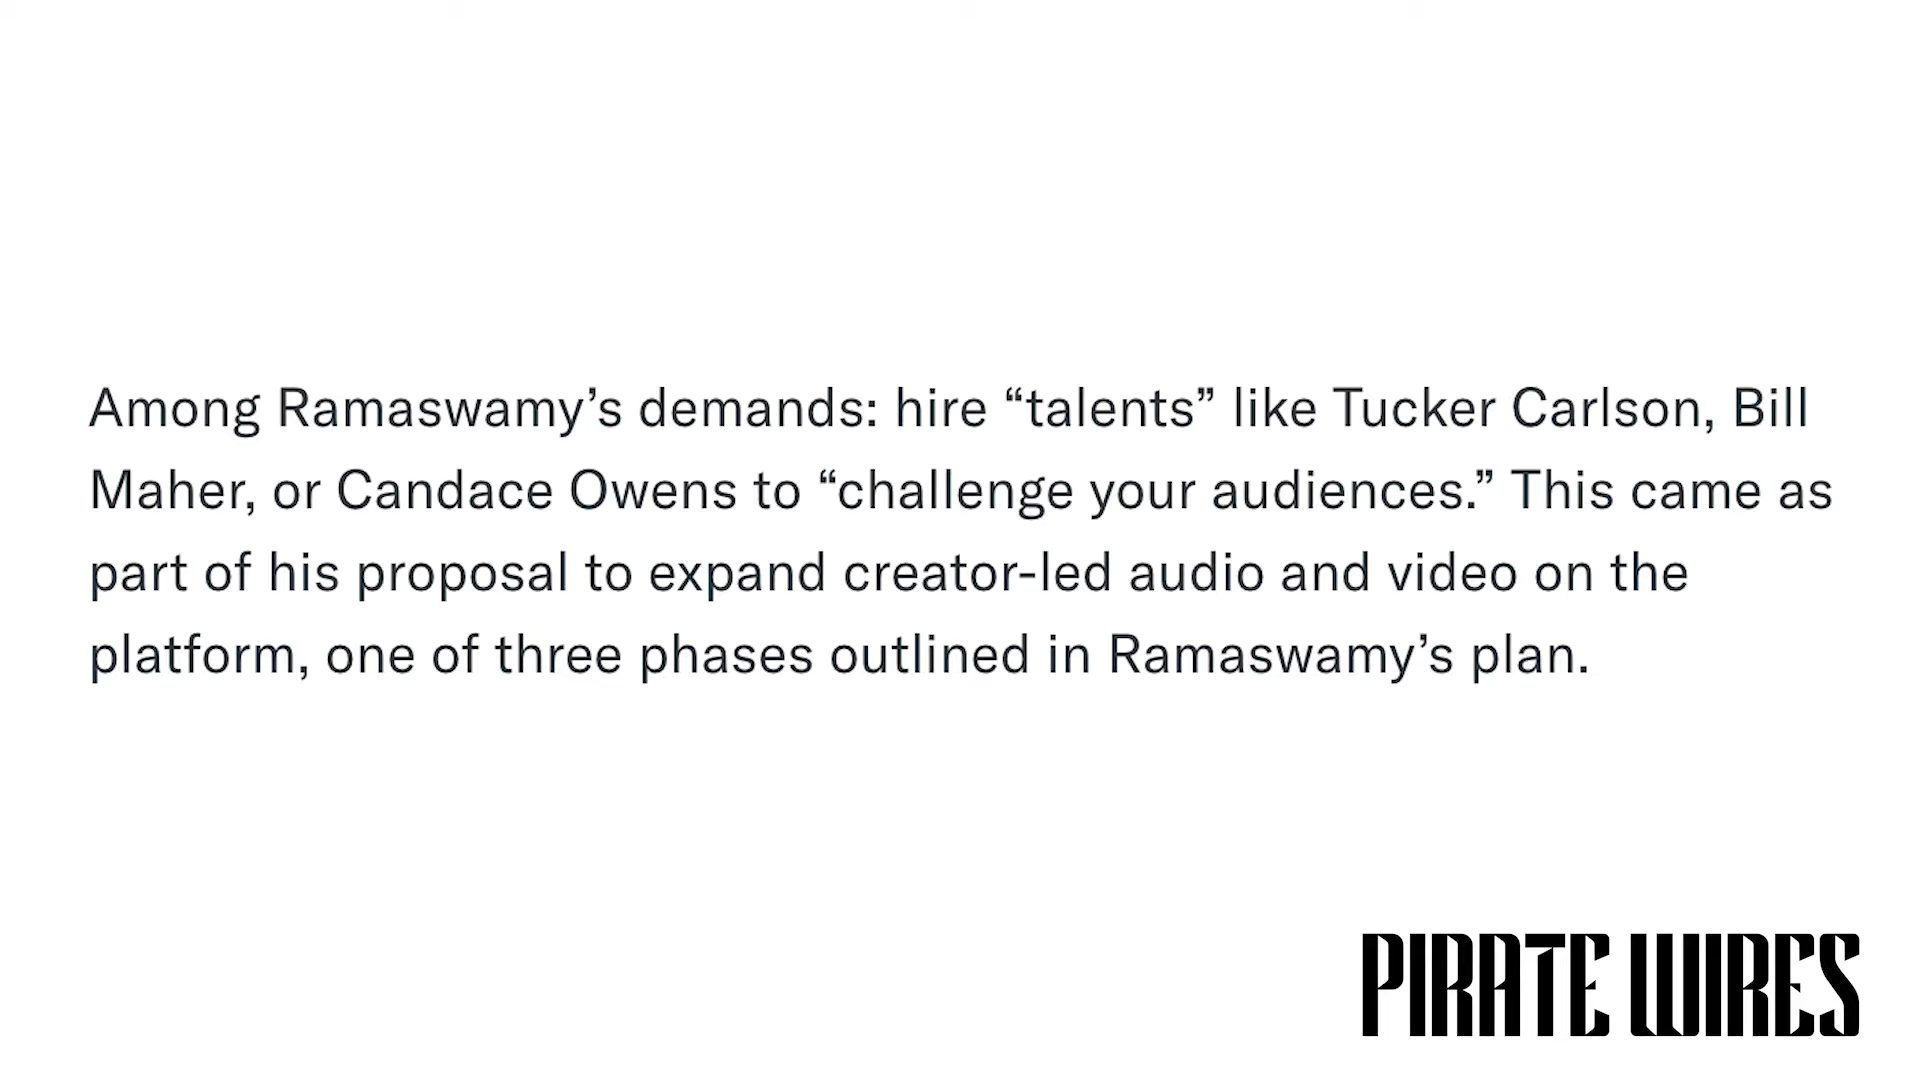 Among Ramaswamy’s demands: hire “talents” like Tucker Carlson, Bill
Maher, or Candace Owens to “challenge your audiences.” This came as
part of his proposal to expand creator-led audio and video on the
platform, one of three phases outlined in Ramaswamy’s plan.
PIRATE WIRES